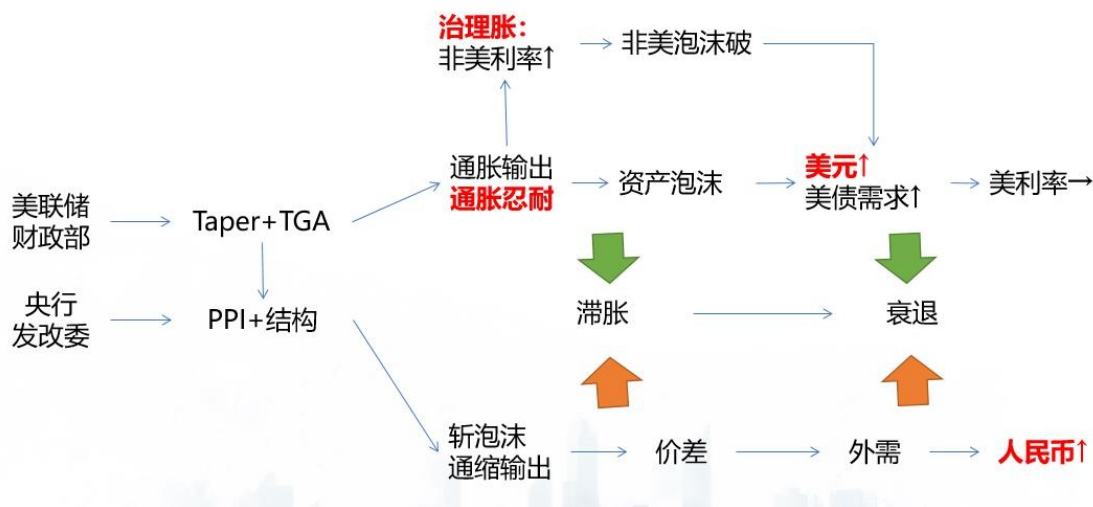 治理胀：
非美利率↑
非美泡沫破
通胀输出
通胀忍耐
资产泡沫
美元↑
美债需求↑
美利率→
美联储
财政部
Taper+TGA
央行
发改委
PPI+结构
滞胀
衰退
斩泡沫
通缩输出
价差
外需
人民币↑